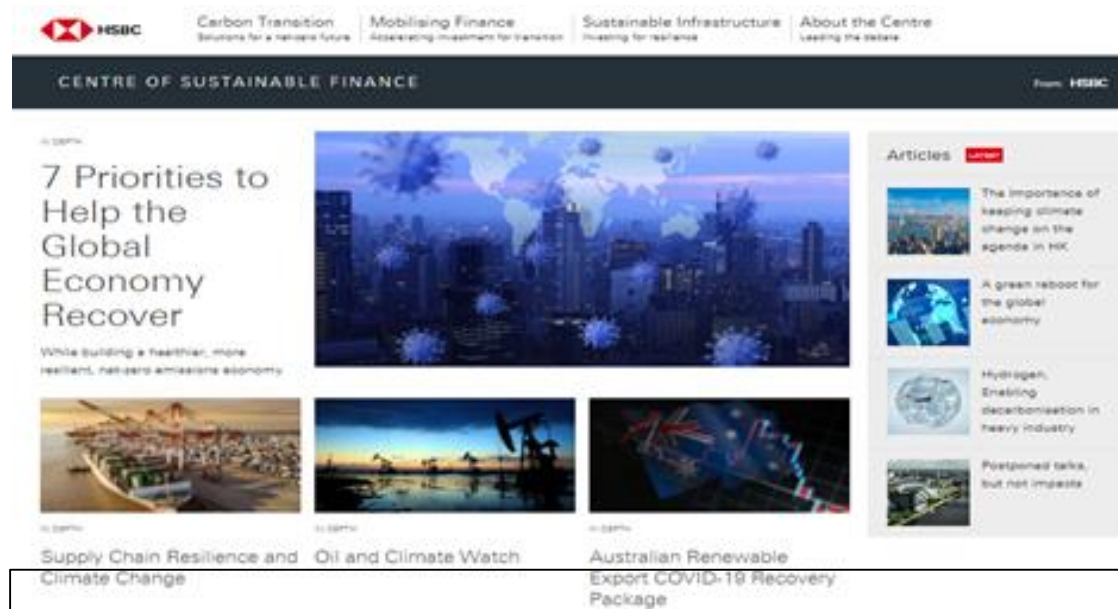 HSBC
Carbon Transition
Solutions for a net-zero future
Mobilising Finance
Accelerating investment for transition
Sustainable Infrastructure
Investing for resilience
About the Centre
Leading the debate
CENTRE OF SUSTAINABLE FINANCE
From HSBC
IN DEPTH
7 Priorities to
Help the
Global
Economy
Recover
While building a healthier, more
resilient, net-zero emissions economy
Articles LATEST
The importance of
keeping climate
change on the
agenda in HK
A green reboot for
the global
economy
Hydrogen,
Enabling
decarbonisation in
heavy industry
Postponed talks,
but not impacts
IN DEPTH
Supply Chain Resilience and
Climate Change
IN DEPTH
Oil and Climate Watch
IN DEPTH
Australian Renewable
Export COVID-19 Recovery
Package